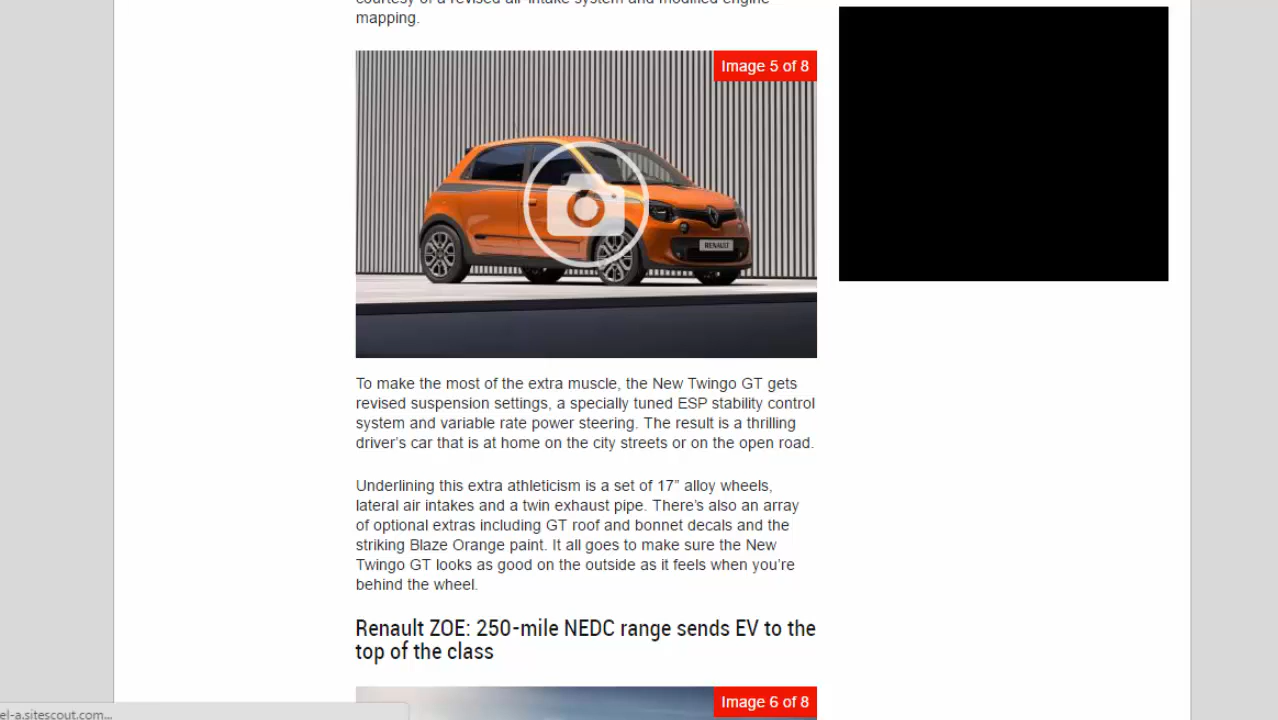 courtesy of a revised air intake system and modified engine
mapping.
Image 5 of 8
RENAULT
To make the most of the extra muscle, the New Twingo GT gets
revised suspension settings, a specially tuned ESP stability control
system and variable rate power steering. The result is a thrilling
driver’s car that is at home on the city streets or on the open road.
Underlining this extra athleticism is a set of 17” alloy wheels,
lateral air intakes and a twin exhaust pipe. There’s also an array
of optional extras including GT roof and bonnet decals and the
striking Blaze Orange paint. It all goes to make sure the New
Twingo GT looks as good on the outside as it feels when you’re
behind the wheel.
Renault ZOE: 250-mile NEDC range sends EV to the
top of the class
Image 6 of 8
el-a.sitescout.com...